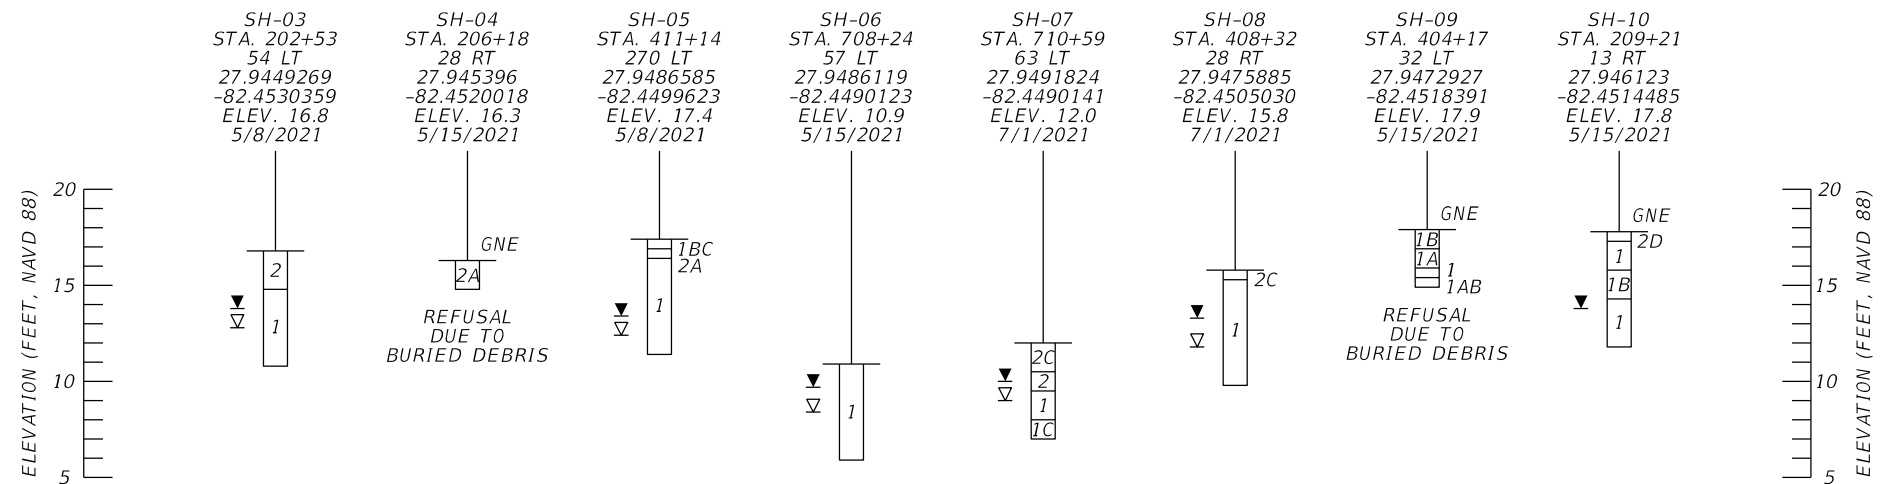 SH-03
STA. 202+53
54 LT
27.9449269
-82.4530359
ELEV. 16.8
5/8/2021
SH-04
STA. 206+18
28 RT
27.945396
-82.4520018
ELEV. 16.3
5/15/2021
SH-05
STA. 411+14
270 LT
27.9486585
-82.4499623
ELEV. 17.4
5/8/2021
SH-06
STA. 708+24
57 LT
27.9486119
-82.4490123
ELEV. 10.9
5/15/2021
SH-07
STA. 710+59
63 LT
27.9491824
-82.4490141
ELEV. 12.0
7/1/2021
SH-08
STA. 408+32
28 RT
27.9475885
-82.4505030
ELEV. 15.8
7/1/2021
SH-09
STA. 404+17
32 LT
27.9472927
-82.4518391
ELEV. 17.9
5/15/2021
SH-10
STA. 209+21
13 RT
27.946123
-82.4514485
ELEV. 17.8
5/15/2021
ELEVATION (FEET, NAVD 88)
20
15
10
5
2
1
GNE
2A
REFUSAL
DUE TO
BURIED DEBRIS
1BC
2A
1
1
2C
2
1
1C
2C
1
GNE
1B
1A
1
1AB
REFUSAL
DUE TO
BURIED DEBRIS
GNE
2D
1
1B
1
20
15
10
5
ELEVATION (FEET, NAVD 88)